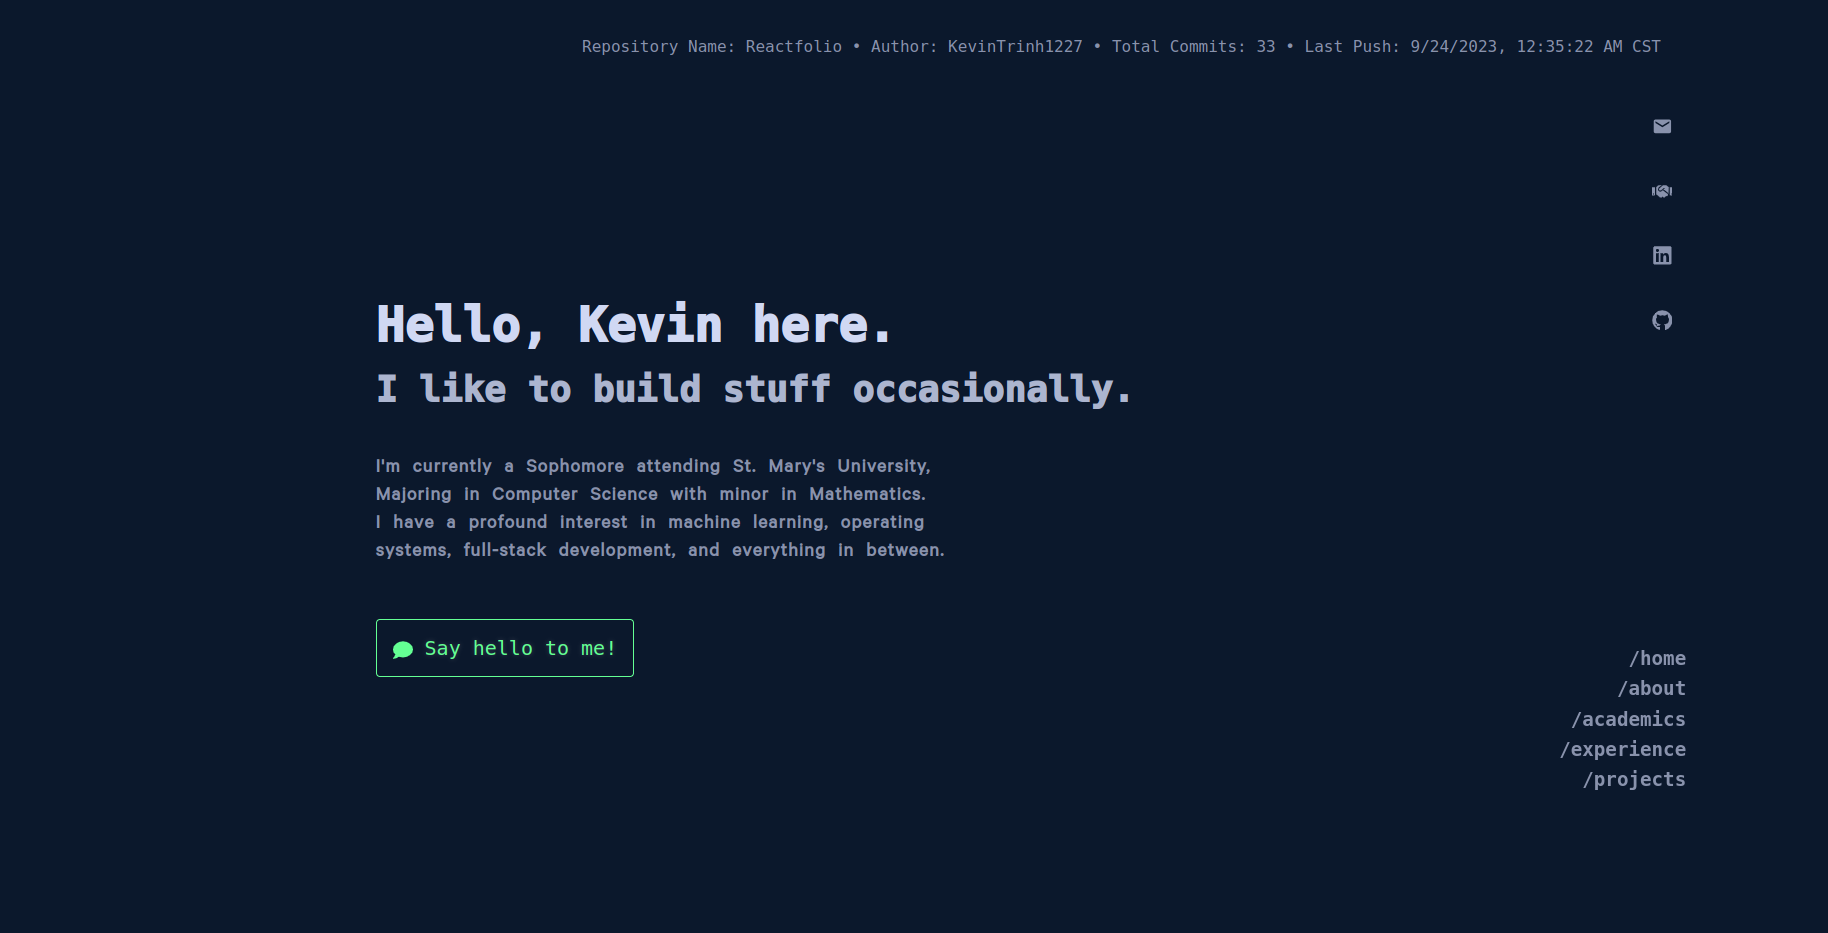 Repository Name: Reactfolio • Author: KevinTrinh1227 • Total Commits: 33 • Last Push: 9/24/2023, 12:35:22 AM CST
Hello, Kevin here.
I like to build stuff occasionally.
I'm currently a Sophomore attending St. Mary's University,
Majoring in Computer Science with minor in Mathematics.
I have a profound interest in machine learning, operating
systems, full-stack development, and everything in between.
Say hello to me!
/home
/about
/academics
/experience
/projects